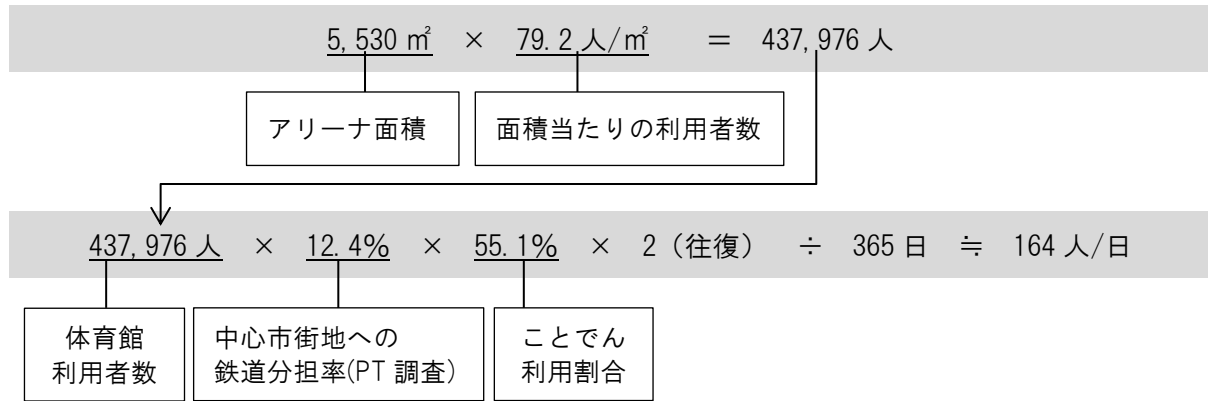 5,530 ㎡ × 79.2 人/㎡ = 437,976 人
アリーナ面積
面積当たりの利用者数
437,976 人 × 12.4% × 55.1% × 2（往復） ÷ 365 日 ≒ 164 人/日
体育館
利用者数
中心市街地への
鉄道分担率(PT 調査)
ことでん
利用割合